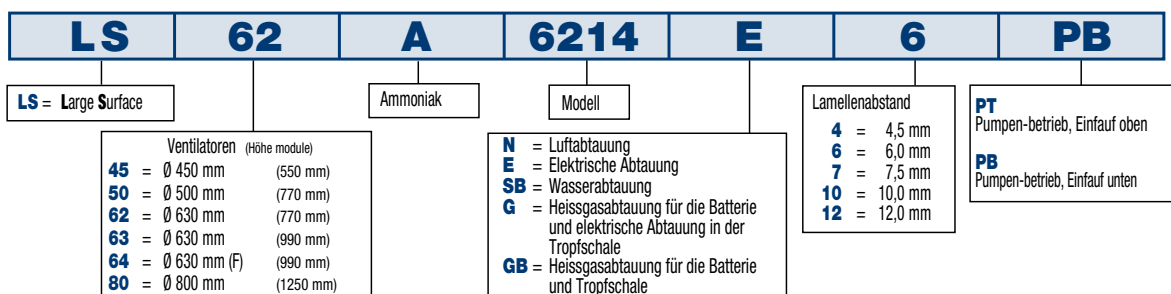 LS 62 A 6214 E 6 PB
LS = Large Surface
Ventilatoren (Höhe module)
45 = Ø 450 mm (550 mm)
50 = Ø 500 mm (770 mm)
62 = Ø 630 mm (770 mm)
63 = Ø 630 mm (990 mm)
64 = Ø 630 mm (F) (990 mm)
80 = Ø 800 mm (1250 mm)
Ammoniak
Modell
N = Luftabtauung
E = Elektrische Abtauung
SB = Wasserabtauung
G = Heissgasabtauung für die Batterie
und elektrische Abtauung in der
Tropfschale
GB = Heissgasabtauung für die Batterie
und Tropfschale
Lamellenabstand
4 = 4,5 mm
6 = 6,0 mm
7 = 7,5 mm
10 = 10,0 mm
12 = 12,0 mm
PT
Pumpen-betrieb, Einfauf oben
PB
Pumpen-betrieb, Einfauf unten